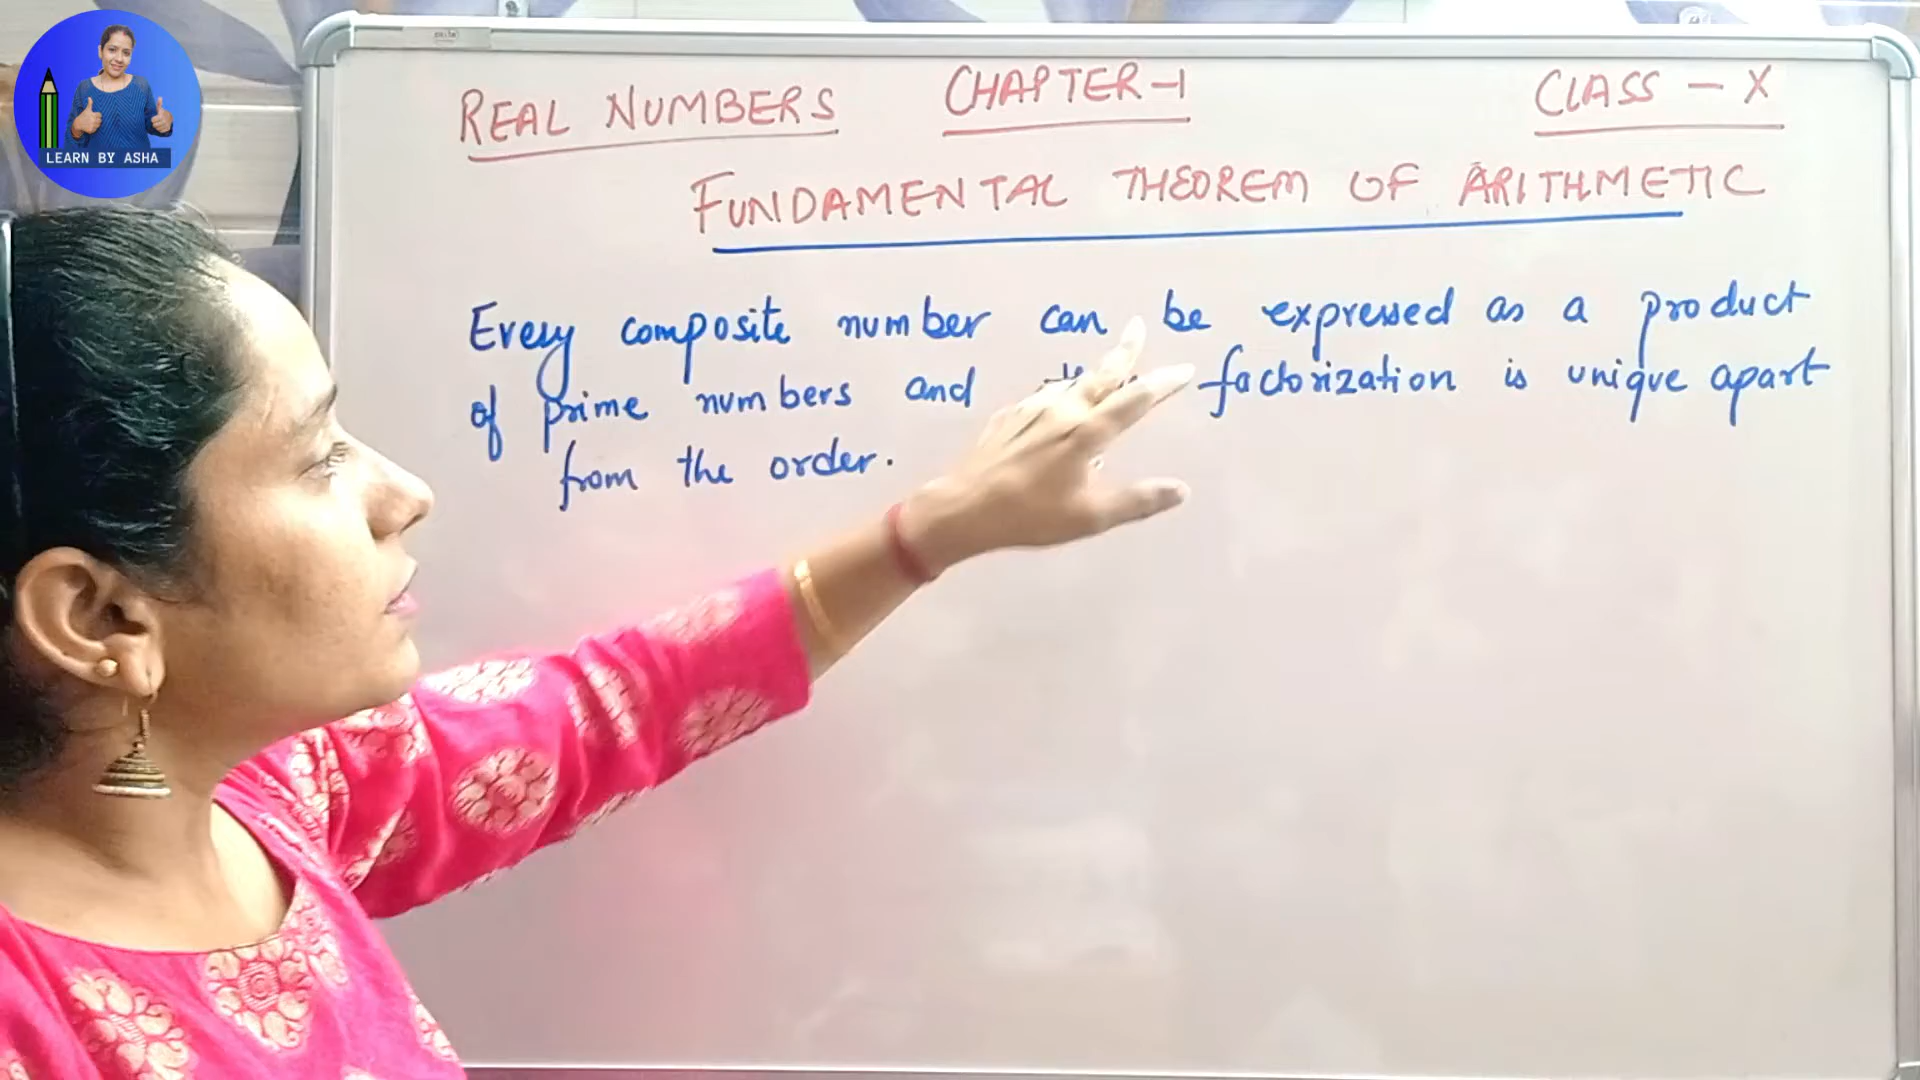 LEARN BY ASHA
REAL NUMBERS CHAPTER-1 CLASS - X
FUNDAMENTAL THEOREM OF ARITHMETIC
Every composite number can be expressed as a product
of prime numbers and factorization is unique apart
from the order.